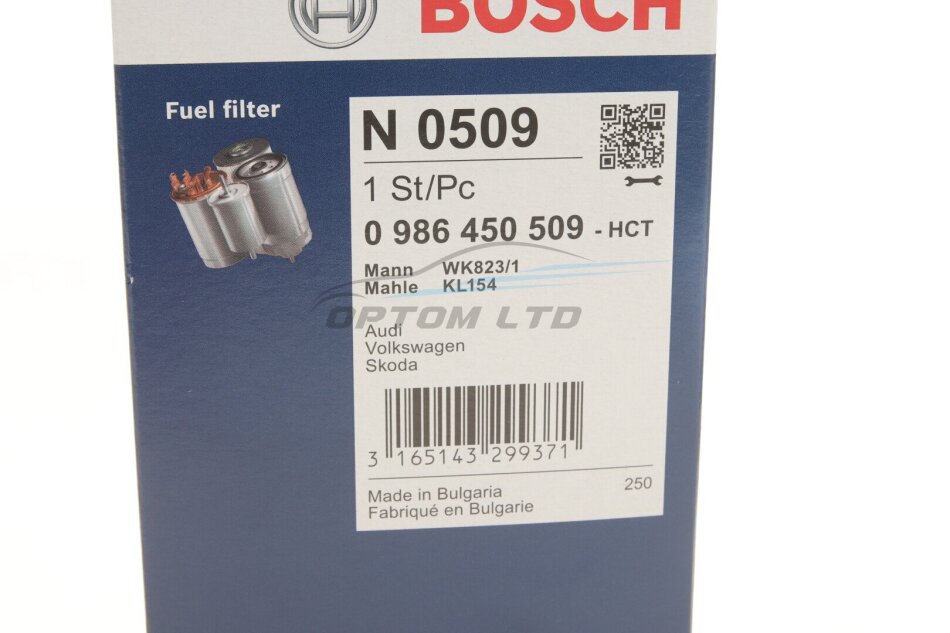 BOSCH
Fuel filter
N 0509
1 St/Pc
0 986 450 509 - HCT
Mann WK823/1
Mahle KL154
OPTOM LTD
Audi
Volkswagen
Skoda
3 165143 299371
Made in Bulgaria 250
Fabriqué en Bulgarie